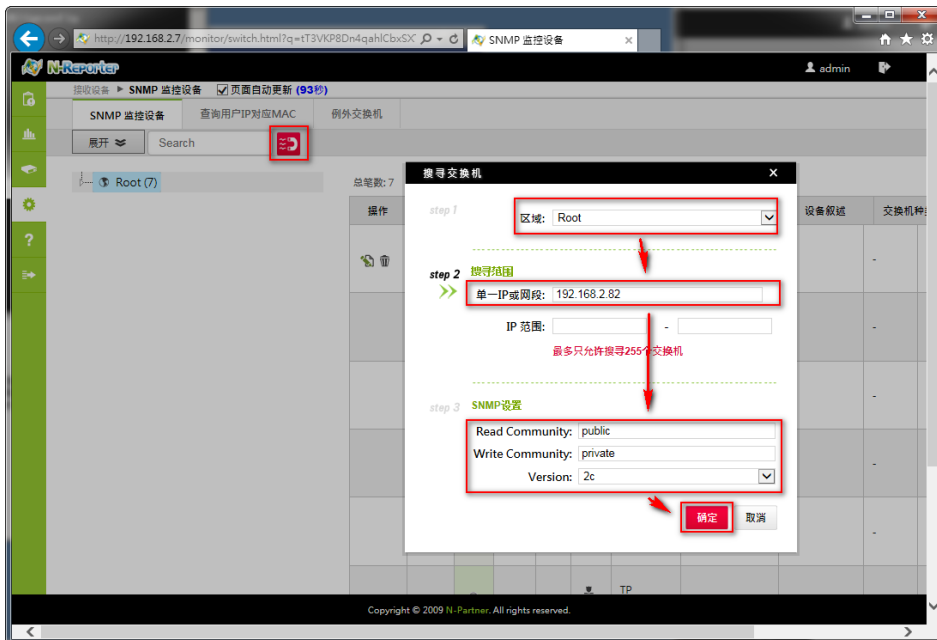 http://192.168.2.7/monitor/switch.html?q=tT3VKP8Dn4qahlCbxSX
SNMP 监控设备
N-Reporter
admin
接收设备 ▶ SNMP 监控设备 页面自动更新 (93秒)
SNMP 监控设备 查询用户IP对应MAC 例外交换机
展开 Search
Root (7)
总笔数: 7
操作 设备叙述 交换机种
搜寻交换机
step 1
区域: Root
step 2 搜寻范围
单一IP或网段: 192.168.2.82
IP 范围: -
最多只允许搜寻255个交换机
step 3 SNMP设置
Read Community: public
Write Community: private
Version: 2c
确定 取消
-
-
-
-
-
TP
Copyright © 2009 N-Partner. All rights reserved.